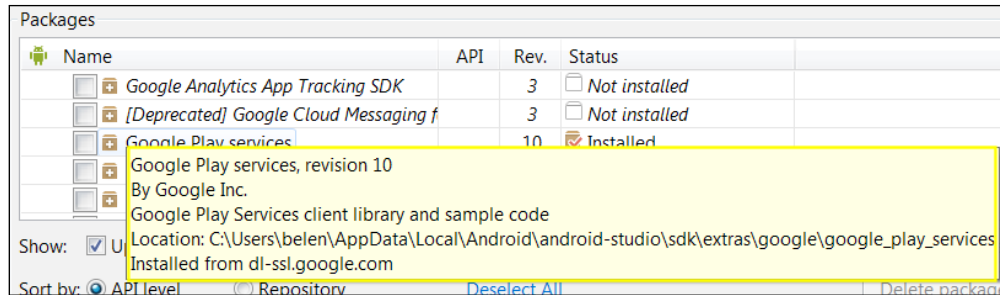 Packages
Name API Rev. Status
Google Analytics App Tracking SDK 3 Not installed
[Deprecated] Google Cloud Messaging f 3 Not installed
Google Play services 10 Installed
Google Play services, revision 10
By Google Inc.
Google Play Services client library and sample code
Show: Location: C:\Users\belen\AppData\Local\Android\android-studio\sdk\extras\google\google_play_services
Installed from dl-ssl.google.com
Sort by: API level Repository Deselect All Delete packag